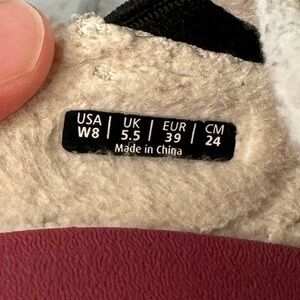 USA | UK | EUR | CM
W8 | 5.5 | 39 | 24
Made in China